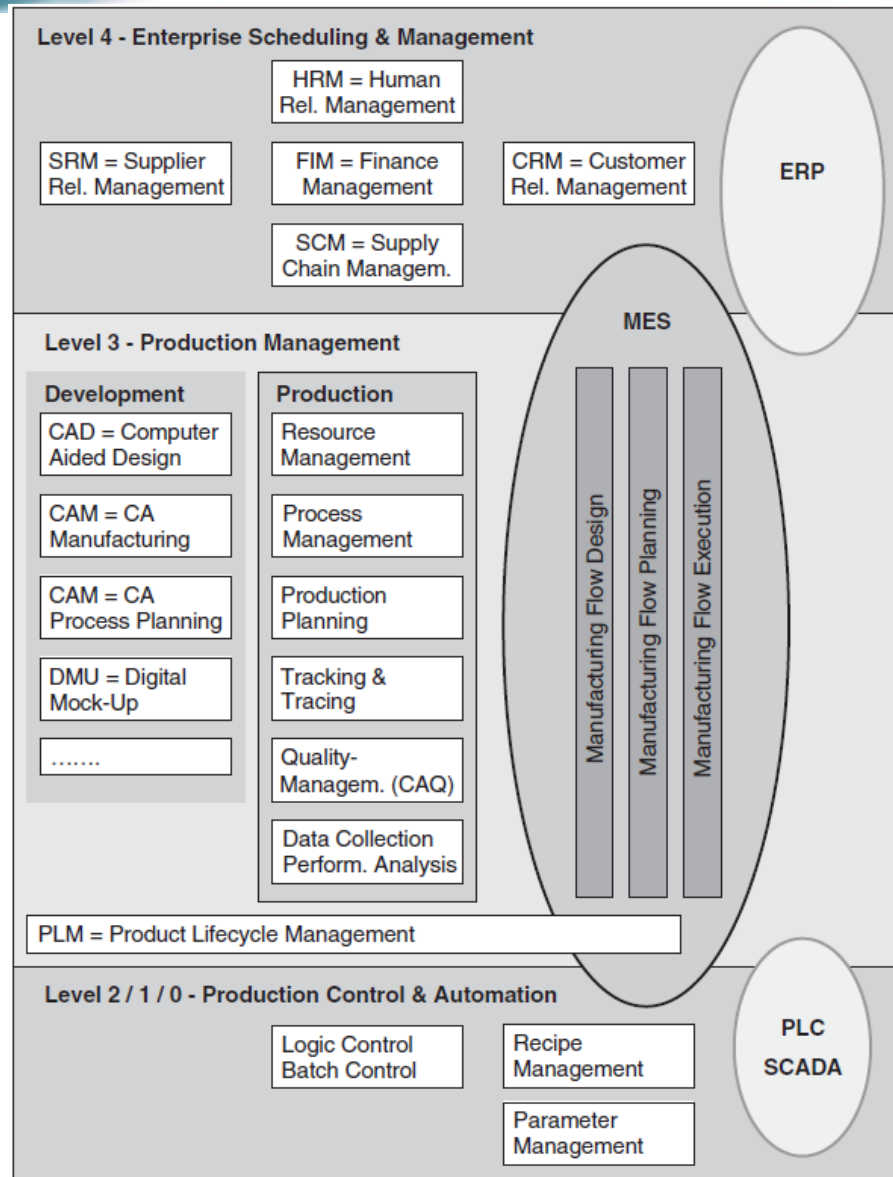 Level 4 - Enterprise Scheduling & Management
HRM = Human
Rel. Management
SRM = Supplier
Rel. Management
FIM = Finance
Management
CRM = Customer
Rel. Management
SCM = Supply
Chain Managem.
ERP
MES
Level 3 - Production Management
Development
CAD = Computer
Aided Design
CAM = CA
Manufacturing
CAM = CA
Process Planning
DMU = Digital
Mock-Up
.......
Production
Resource
Management
Process
Management
Production
Planning
Tracking &
Tracing
Quality-
Managem. (CAQ)
Data Collection
Perform. Analysis
Manufacturing Flow Design
Manufacturing Flow Planning
Manufacturing Flow Execution
PLM = Product Lifecycle Management
Level 2 / 1 / 0 - Production Control & Automation
Logic Control
Batch Control
Recipe
Management
Parameter
Management
PLC
SCADA